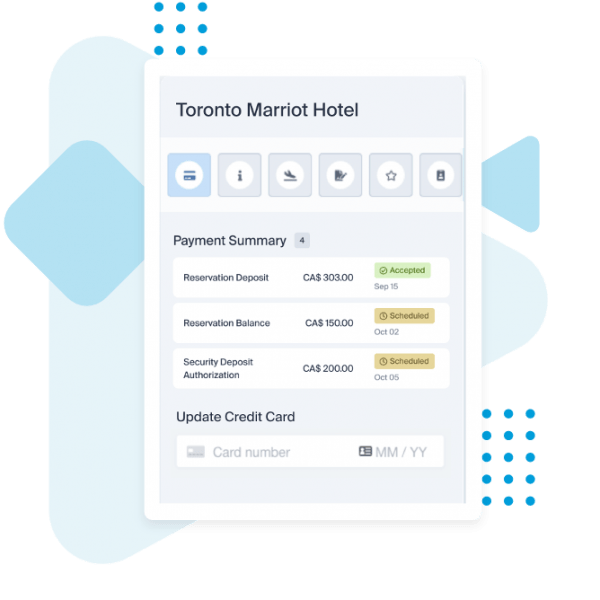 Toronto Marriot Hotel
Payment Summary 4
Reservation Deposit CA$ 303.00 Accepted
Sep 15
Reservation Balance CA$ 150.00 Scheduled
Oct 02
Security Deposit
Authorization CA$ 200.00 Scheduled
Oct 05
Update Credit Card
Card number MM / YY